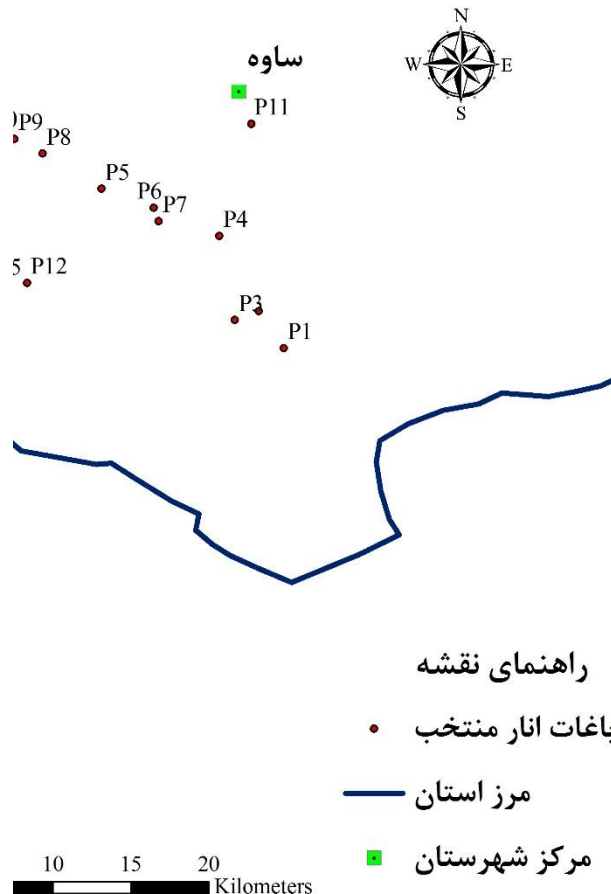 N
ساوه
W E
S
P11
P9
P8
P5
P6
P7
P4
5 P12
P3
P1
راهنمای نقشه
باغات انار منتخب
مرز استان
مرکز شهرستان
10 15 20
Kilometers